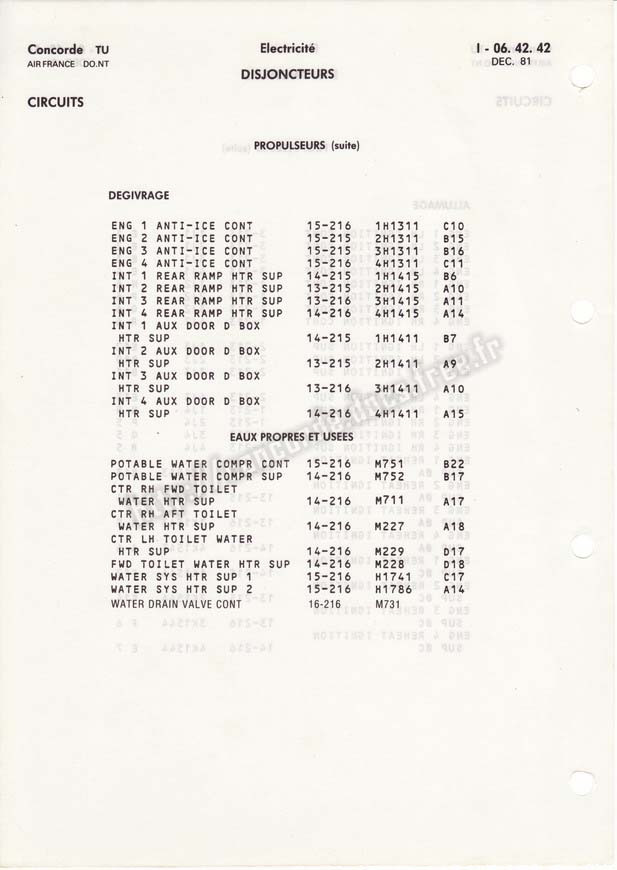 Concorde TU
Electricité
I - 06. 42. 42
AIR FRANCE DO.NT
DISJONCTEURS
DEC. 81
CIRCUITS
PROPULSEURS (suite)
DEGIVRAGE
ENG 1 ANTI-ICE CONT 15-216 1H1311 C10
ENG 2 ANTI-ICE CONT 15-215 2H1311 B15
ENG 3 ANTI-ICE CONT 15-215 3H1311 B16
ENG 4 ANTI-ICE CONT 15-216 4H1311 C11
INT 1 REAR RAMP HTR SUP 14-215 1H1415 B6
INT 2 REAR RAMP HTR SUP 13-215 2H1415 A10
INT 3 REAR RAMP HTR SUP 13-216 3H1415 A11
INT 4 REAR RAMP HTR SUP 14-216 4H1415 A14
INT 1 AUX DOOR D BOX
HTR SUP 14-215 1H1411 B7
INT 2 AUX DOOR D BOX
HTR SUP 13-215 2H1411 A9
INT 3 AUX DOOR D BOX
HTR SUP 13-216 3H1411 A10
INT 4 AUX DOOR D BOX
HTR SUP 14-216 4H1411 A15
EAUX PROPRES ET USEES
POTABLE WATER COMPR CONT 15-216 M751 B22
POTABLE WATER COMPR SUP 15-216 M752 B17
CTR RH FWD TOILET
WATER HTR SUP 14-216 M711 A17
CTR RH AFT TOILET
WATER HTR SUP 14-216 M227 A18
CTR LH TOILET WATER
HTR SUP 14-216 M229 D17
FWD TOILET WATER HTR SUP 14-216 M228 D18
WATER SYS HTR SUP 1 15-216 H1741 C17
WATER SYS HTR SUP 2 15-216 H1786 A14
WATER DRAIN VALVE CONT 16-216 M731